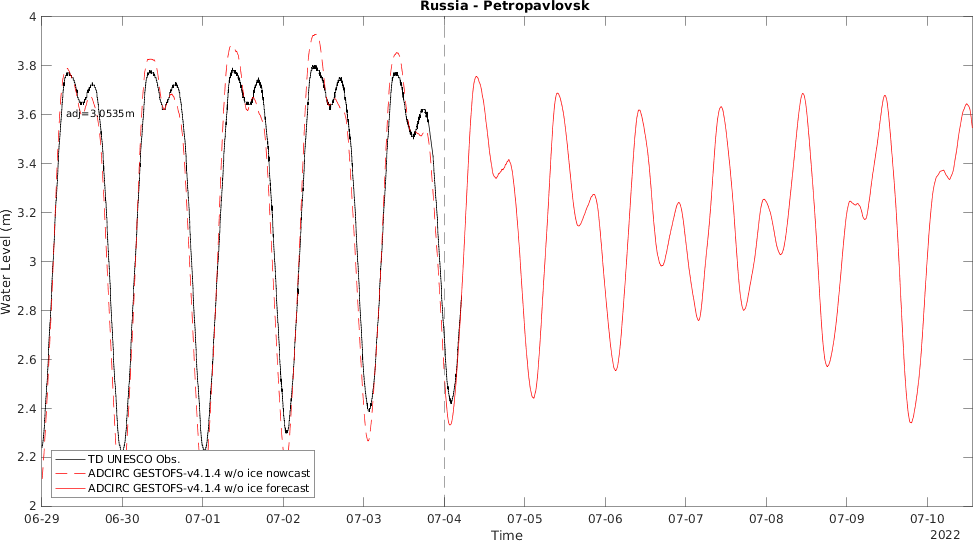 Russia - Petropavlovsk
4
3.8
3.6
3.4
3.2
3
2.8
2.6
2.4
2.2
2
Water Level (m)
adj=3.0535m
TD UNESCO Obs.
ADCIRC GESTOFS-v4.1.4 w/o ice nowcast
ADCIRC GESTOFS-v4.1.4 w/o ice forecast
06-29 06-30 07-01 07-02 07-03 07-04 07-05 07-06 07-07 07-08 07-09 07-10
Time
2022